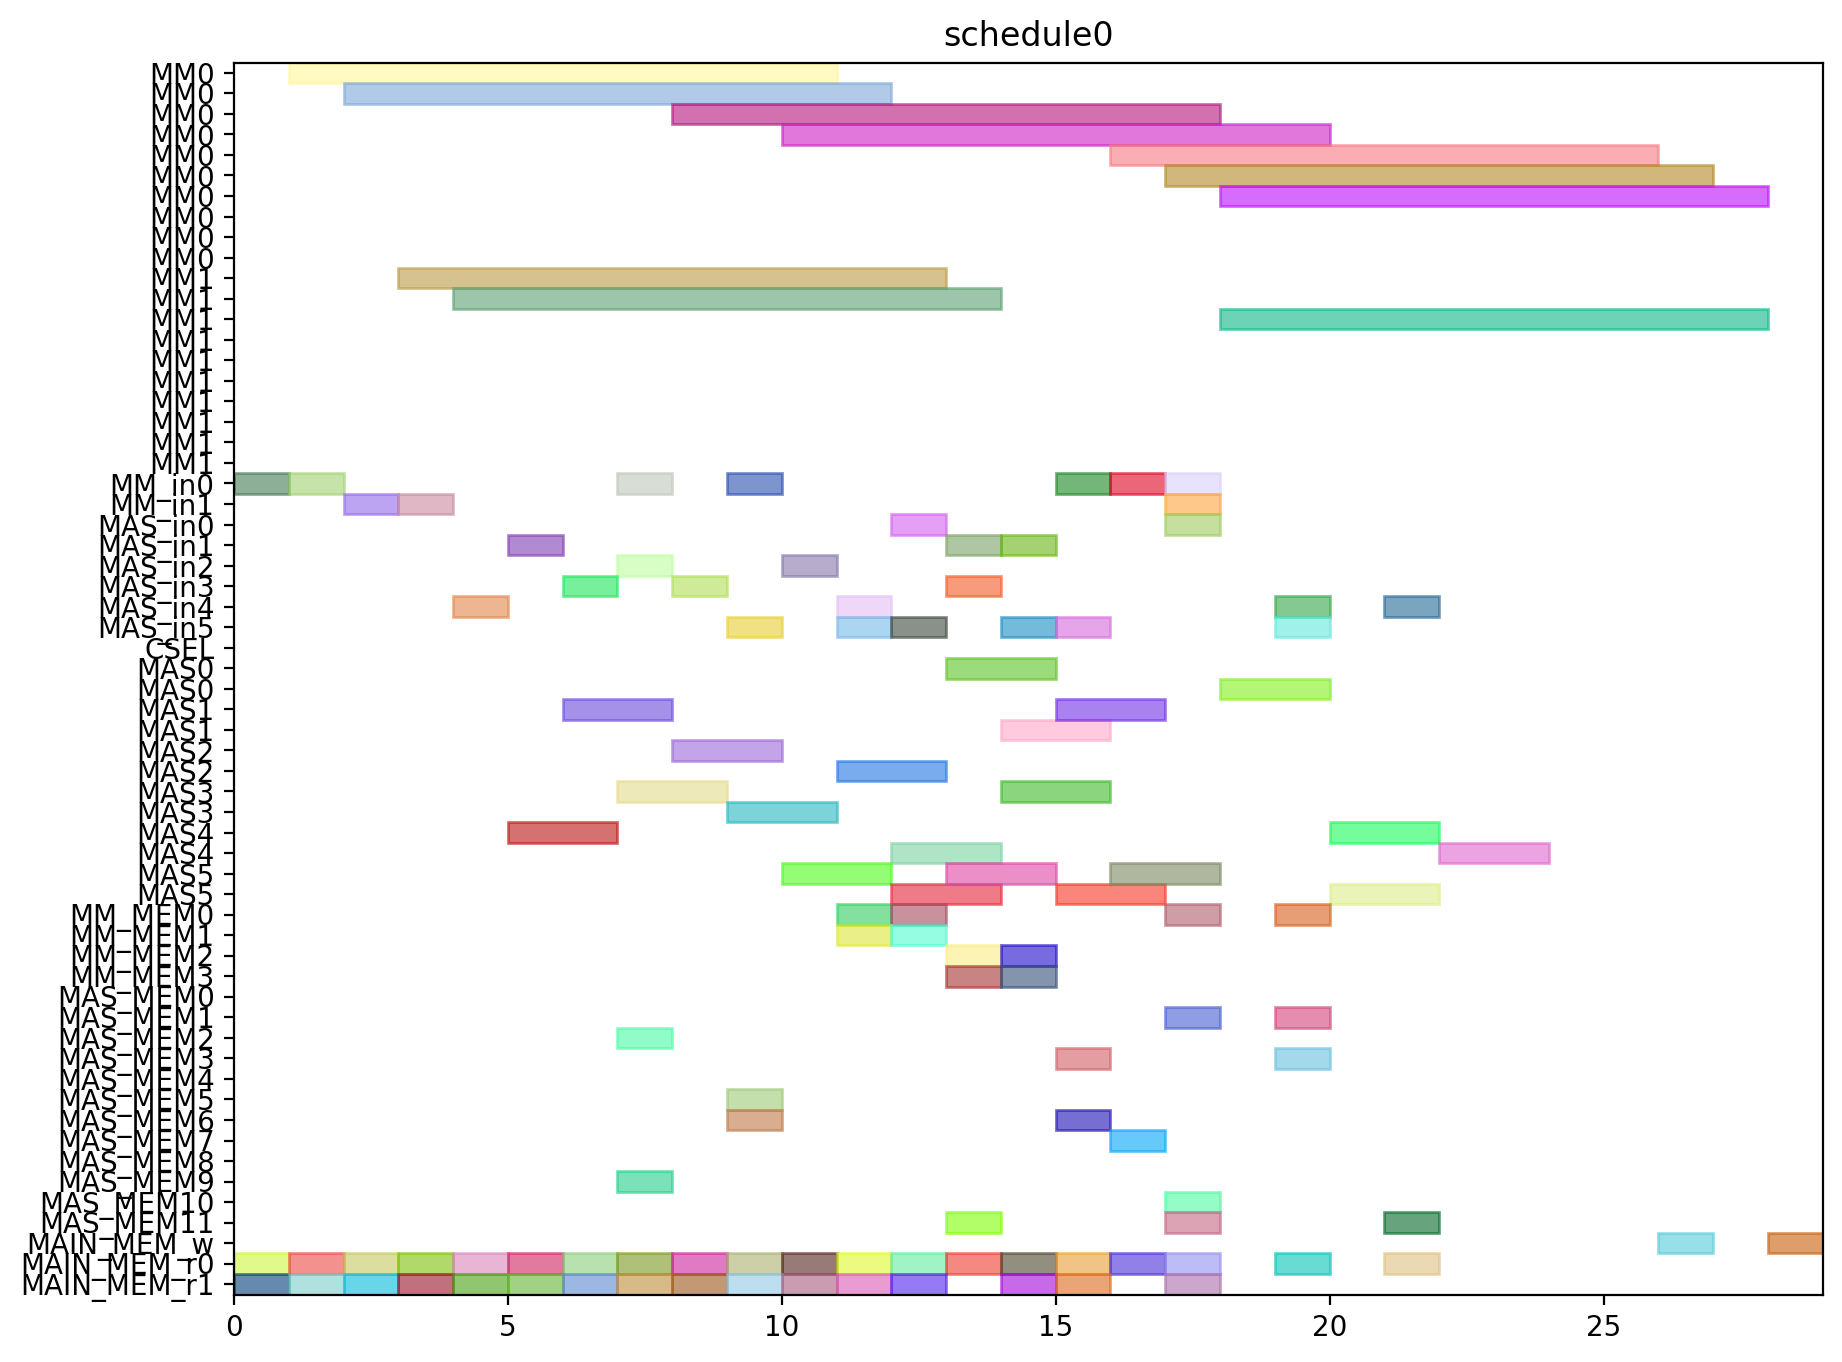 schedule0
MM0
MM0
MM0
MM0
MM0
MM0
MM0
MM0
MM0
MM0
MM1
MM1
MM1
MM1
MM1
MM1
MM1
MM1
MM1
MM1
MM_in0
MM_in1
MAS_in0
MAS_in1
MAS_in2
MAS_in3
MAS_in4
MAS_in5
CSEL
MAS0
MAS0
MAS1
MAS1
MAS2
MAS2
MAS3
MAS3
MAS4
MAS4
MAS5
MAS5
MM_MEM0
MM_MEM1
MM_MEM2
MM_MEM3
MAS_MEM0
MAS_MEM1
MAS_MEM2
MAS_MEM3
MAS_MEM4
MAS_MEM5
MAS_MEM6
MAS_MEM7
MAS_MEM8
MAS_MEM9
MAS_MEM10
MAS_MEM11
MAIN_MEM_w
MAIN_MEM_r0
MAIN_MEM_r1
0 5 10 15 20 25